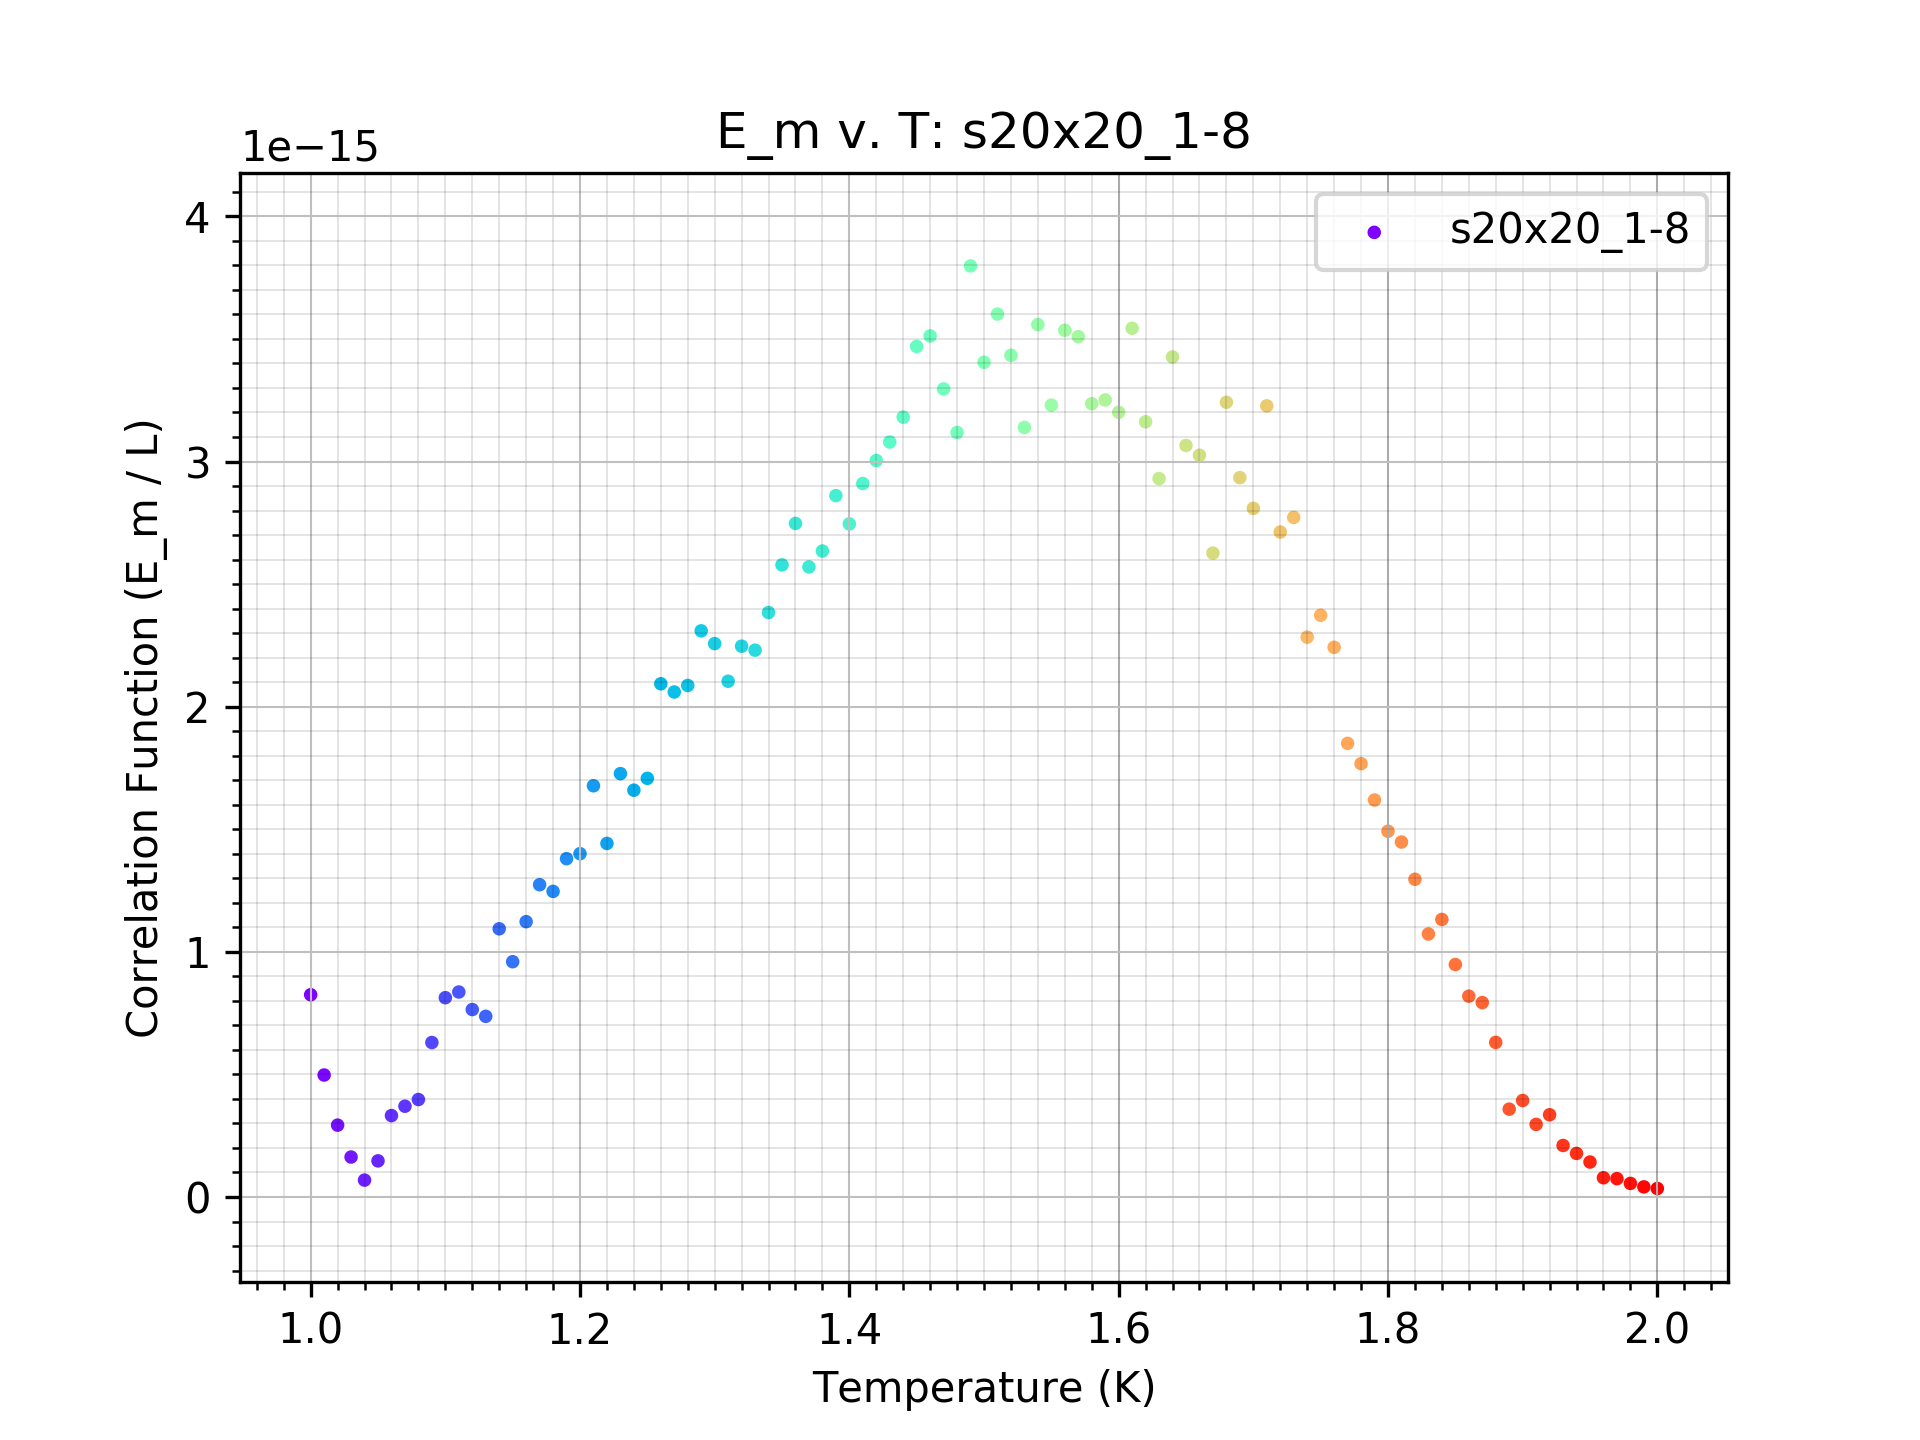 E_m v. T: s20x20_1-8
1e−15
s20x20_1-8
4
3
2
1
0
Correlation Function (E_m / L)
1.0 1.2 1.4 1.6 1.8 2.0
Temperature (K)